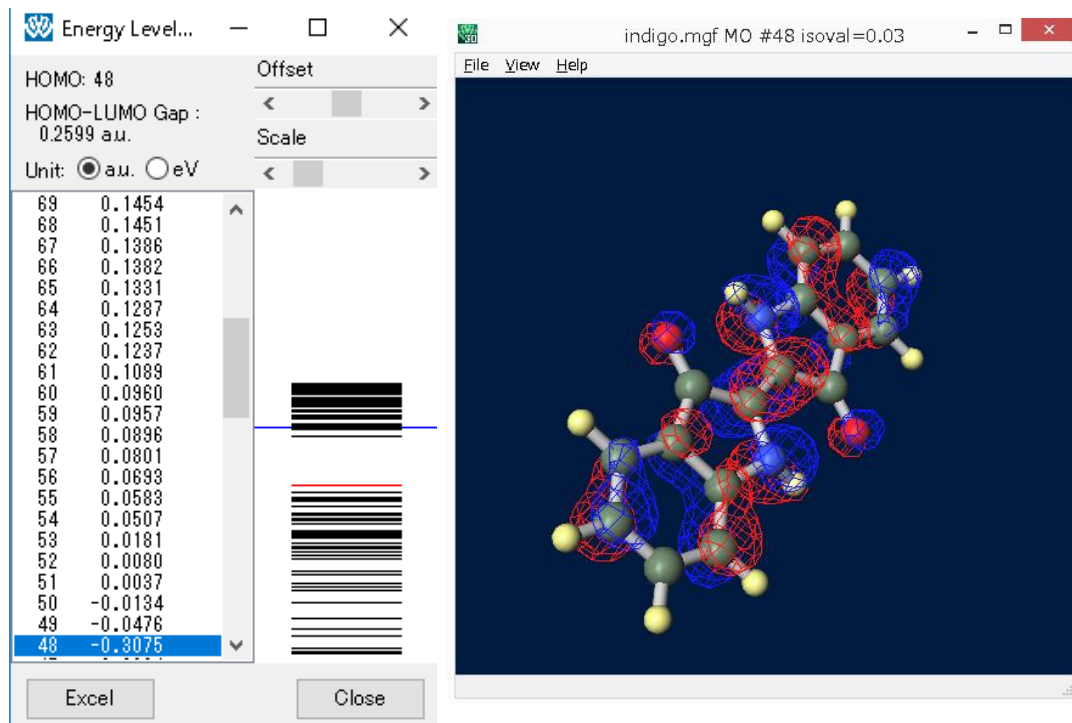 Energy Level...
HOMO: 48
HOMO-LUMO Gap :
0.2599 a.u.
Unit: a.u. eV
Offset
Scale
69 0.1454
68 0.1451
67 0.1386
66 0.1382
65 0.1331
64 0.1287
63 0.1253
62 0.1237
61 0.1089
60 0.0960
59 0.0957
58 0.0896
57 0.0801
56 0.0693
55 0.0583
54 0.0507
53 0.0181
52 0.0080
51 0.0037
50 -0.0134
49 -0.0476
48 -0.3075
Excel
Close
indigo.mgf MO #48 isoval=0.03
File View Help